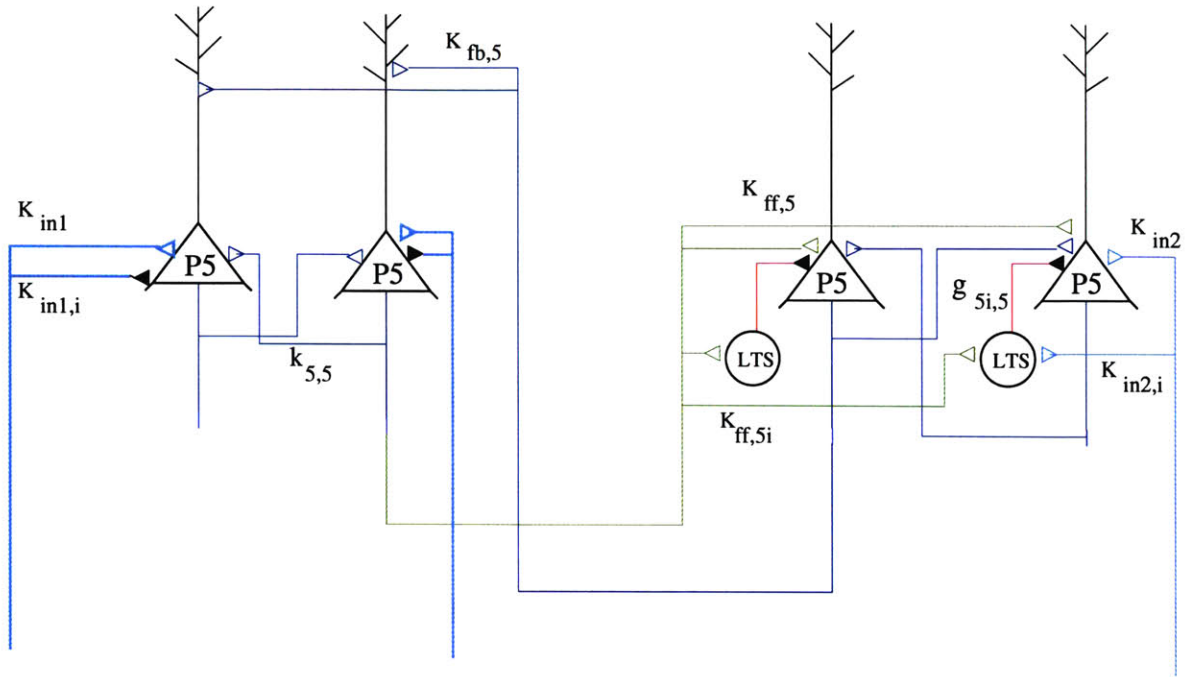 K fb,5
K ff,5
K in1
K in2
P5
P5
P5
P5
K in1,i
g 5i,5
k 5,5
LTS
LTS
K in2,i
K ff,5i